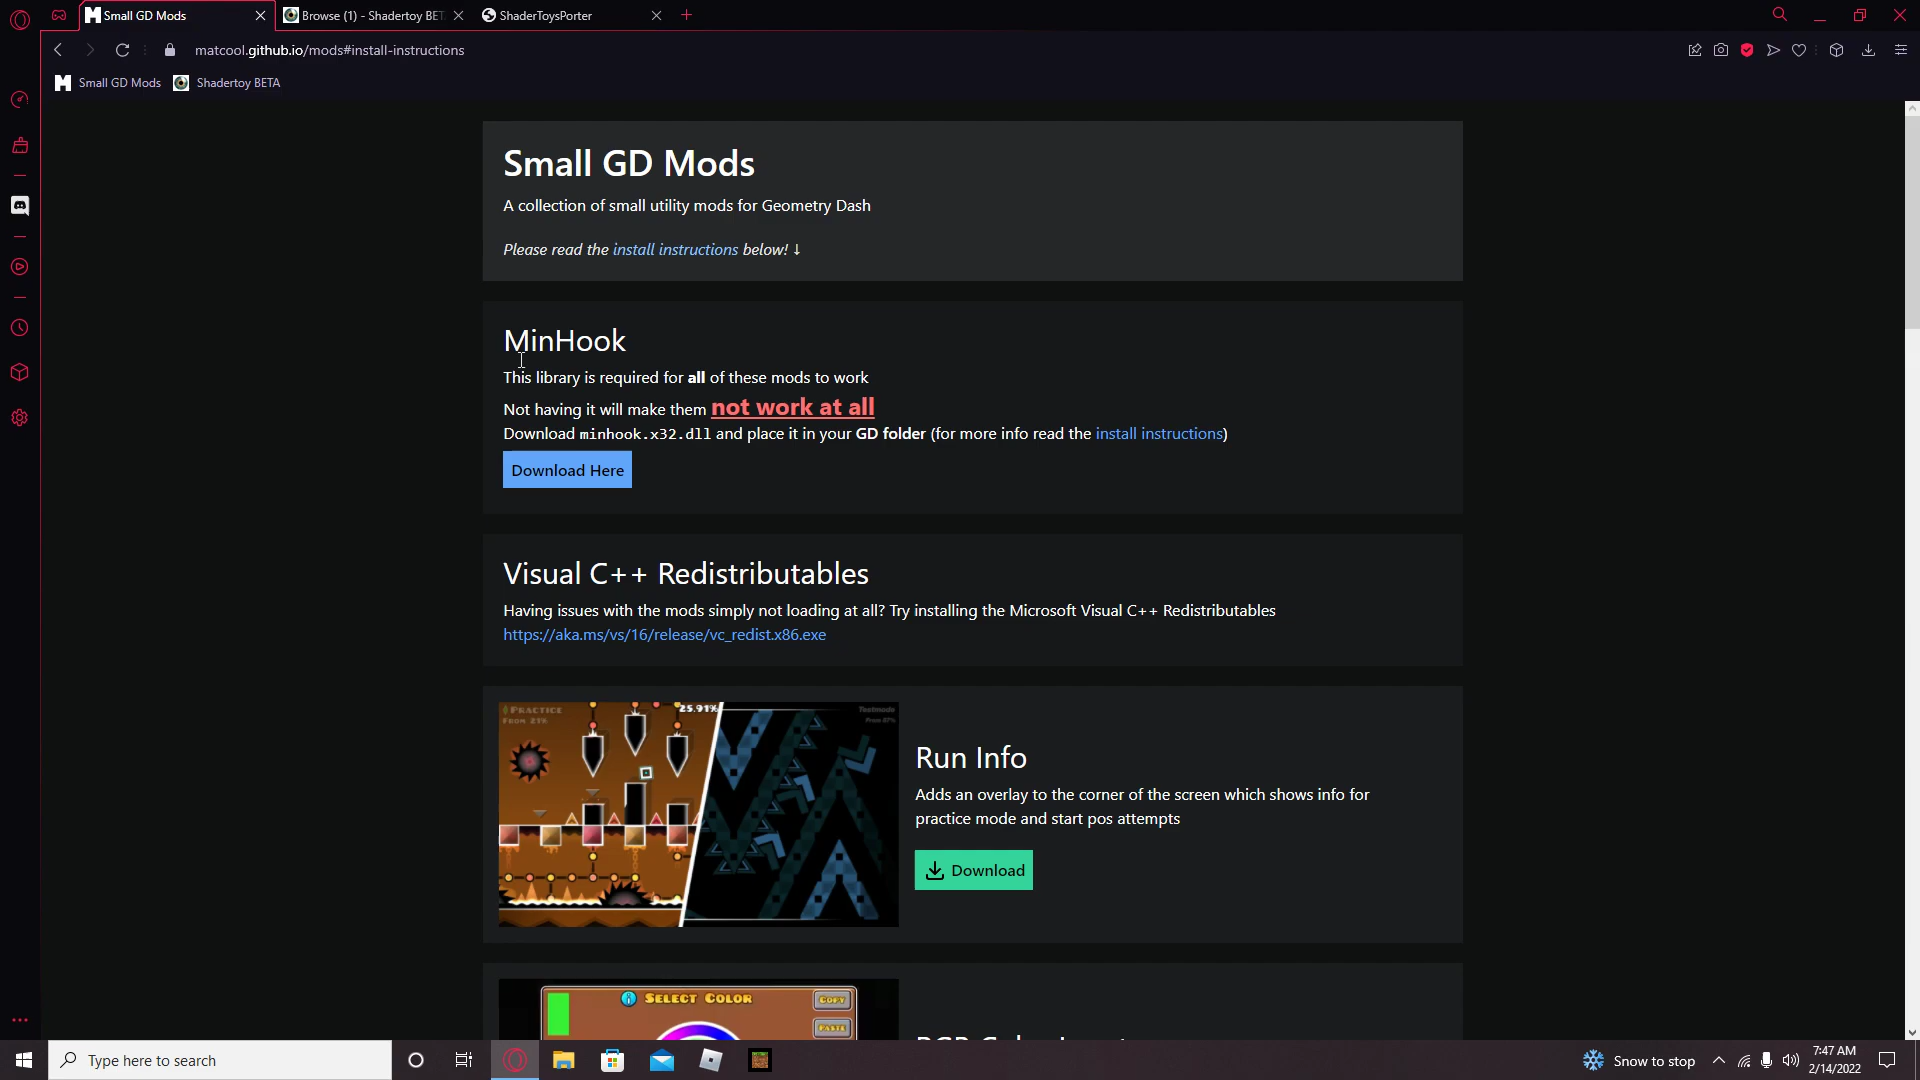 Small GD Mods
Browse (1) - Shadertoy BET
ShaderToysPorter
matcool.github.io/mods#install-instructions
Small GD Mods
Shadertoy BETA
Small GD Mods
A collection of small utility mods for Geometry Dash
Please read the install instructions below! ↓
MinHook
This library is required for all of these mods to work
Not having it will make them not work at all
Download minhook.x32.dll and place it in your GD folder (for more info read the install instructions)
Download Here
Visual C++ Redistributables
Having issues with the mods simply not loading at all? Try installing the Microsoft Visual C++ Redistributables
https://aka.ms/vs/16/release/vc_redist.x86.exe
PRACTICE
FROM 21%
25.91%
Testmode
From 87%
Run Info
Adds an overlay to the corner of the screen which shows info for
practice mode and start pos attempts
Download
SELECT COLOR
COPY
PASTE
Type here to search
Snow to stop
7:47 AM
2/14/2022